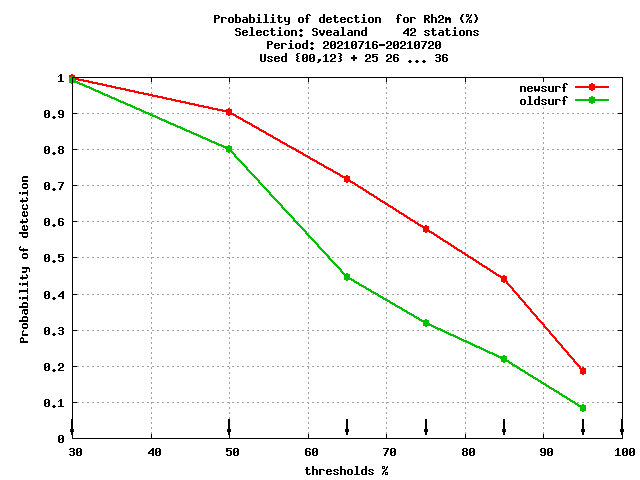 Probability of detection  for Rh2m (%)
Selection: Svealand     42 stations
Period: 20210716-20210720
Used {00,12} + 25 26 ... 36
newsurf
oldsurf
1
0.9
0.8
0.7
0.6
0.5
0.4
0.3
0.2
0.1
0
Probability of detection
30 40 50 60 70 80 90 100
thresholds %